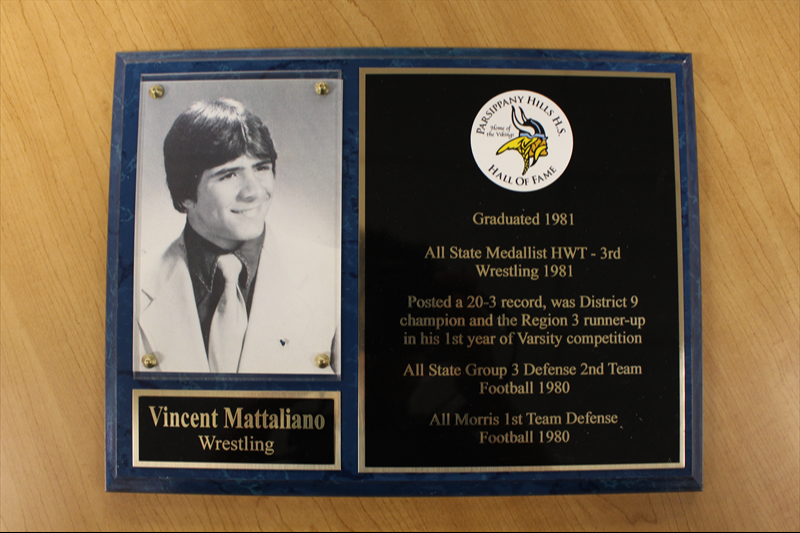 PARSIPPANY HILLS H.S.
Home of
the Vikings
HALL OF FAME
Graduated 1981
All State Medallist HWT - 3rd
Wrestling 1981
Posted a 20-3 record, was District 9
champion and the Region 3 runner-up
in his 1st year of Varsity competition
All State Group 3 Defense 2nd Team
Football 1980
All Morris 1st Team Defense
Football 1980
Vincent Mattaliano
Wrestling